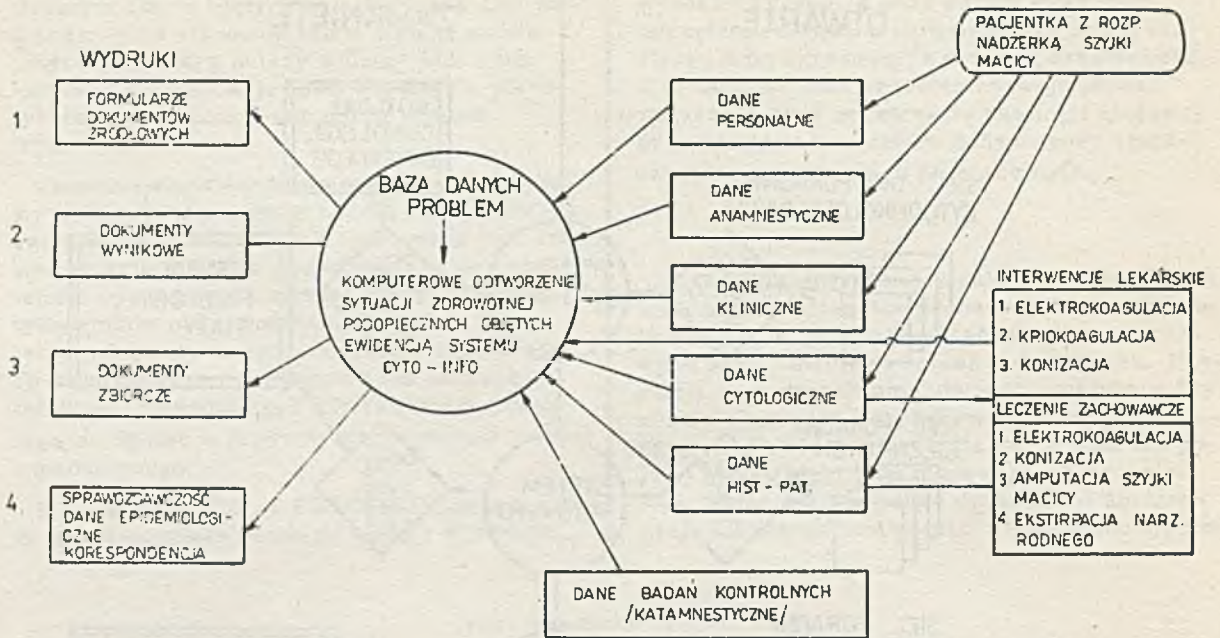 PACJENTKA Z ROZP.
NADŻERKĄ SZYJKI
MACICY
WYDRUKI
1.
FORMULARZE
DOKUMENTÓW
ŹRÓDŁOWYCH
2.
DOKUMENTY
WYNIKOWE
3
DOKUMENTY
ZBIORCZE
4
SPRAWOZDAWCZOŚĆ
DANE EPIDEMIOLOGI-
CZNE
KORESPONDENCJA
BAZA DANYCH
PROBLEM
KOMPUTEROWE ODTWORZENIE
SYTUACJI ZDROWOTNEJ
PODOPIECZNYCH OBJĘTYCH
EWIDENCJĄ SYSTEMU
CYTO - INFO
DANE
PERSONALNE
DANE
ANAMNESTYCZNE
DANE
KLINICZNE
DANE
CYTOLOGICZNE
DANE
HIST - PAT.
DANE BADAŃ KONTROLNYCH
/KATAMNESTYCZNE/
INTERWENCJE LEKARSKIE
1. ELEKTROKOAGULACJA
2. KRIOKOAGULACJA
3. KONIZACJA
LECZENIE ZACHOWAWCZE
1 ELEKTROKOAGULACJA
2 KONIZACJA
3 AMPUTACJA SZYJKI
MACICY
4. EKSTIRPACJA NARZ.
RODNEGO